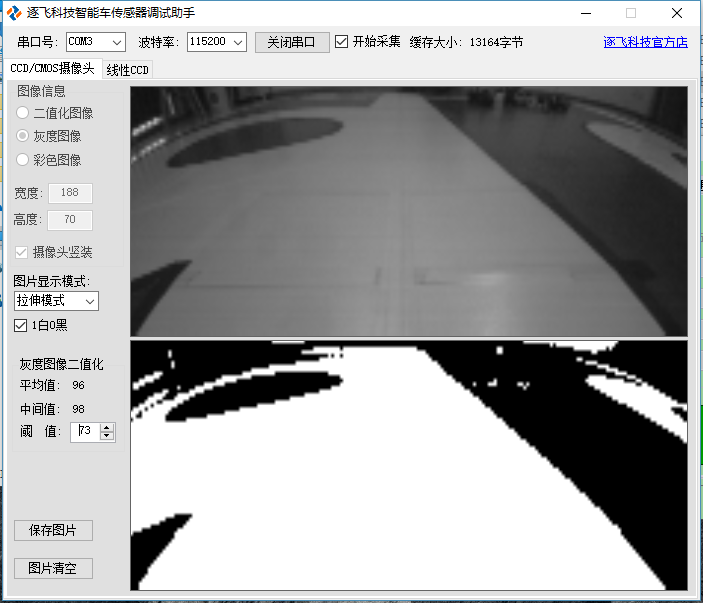 逐飞科技智能车传感器调试助手
串口号: COM3 波特率: 115200 关闭串口 开始采集 缓存大小: 13164字节 逐飞科技官方店
CCD/CMOS摄像头 线性CCD
图像信息
二值化图像
灰度图像
彩色图像
宽度: 188
高度: 70
摄像头竖装
图片显示模式:
拉伸模式
1白0黑
灰度图像二值化
平均值: 96
中间值: 98
阈 值: 73
保存图片
图片清空